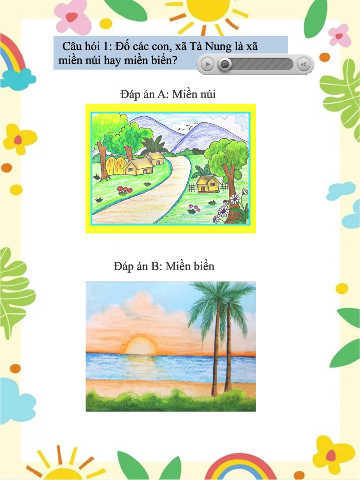 Câu hỏi 1: Đố các con, xã Tà Nung là xã
miền núi hay miền biển?
Đáp án A: Miền núi
Đáp án B: Miền biển